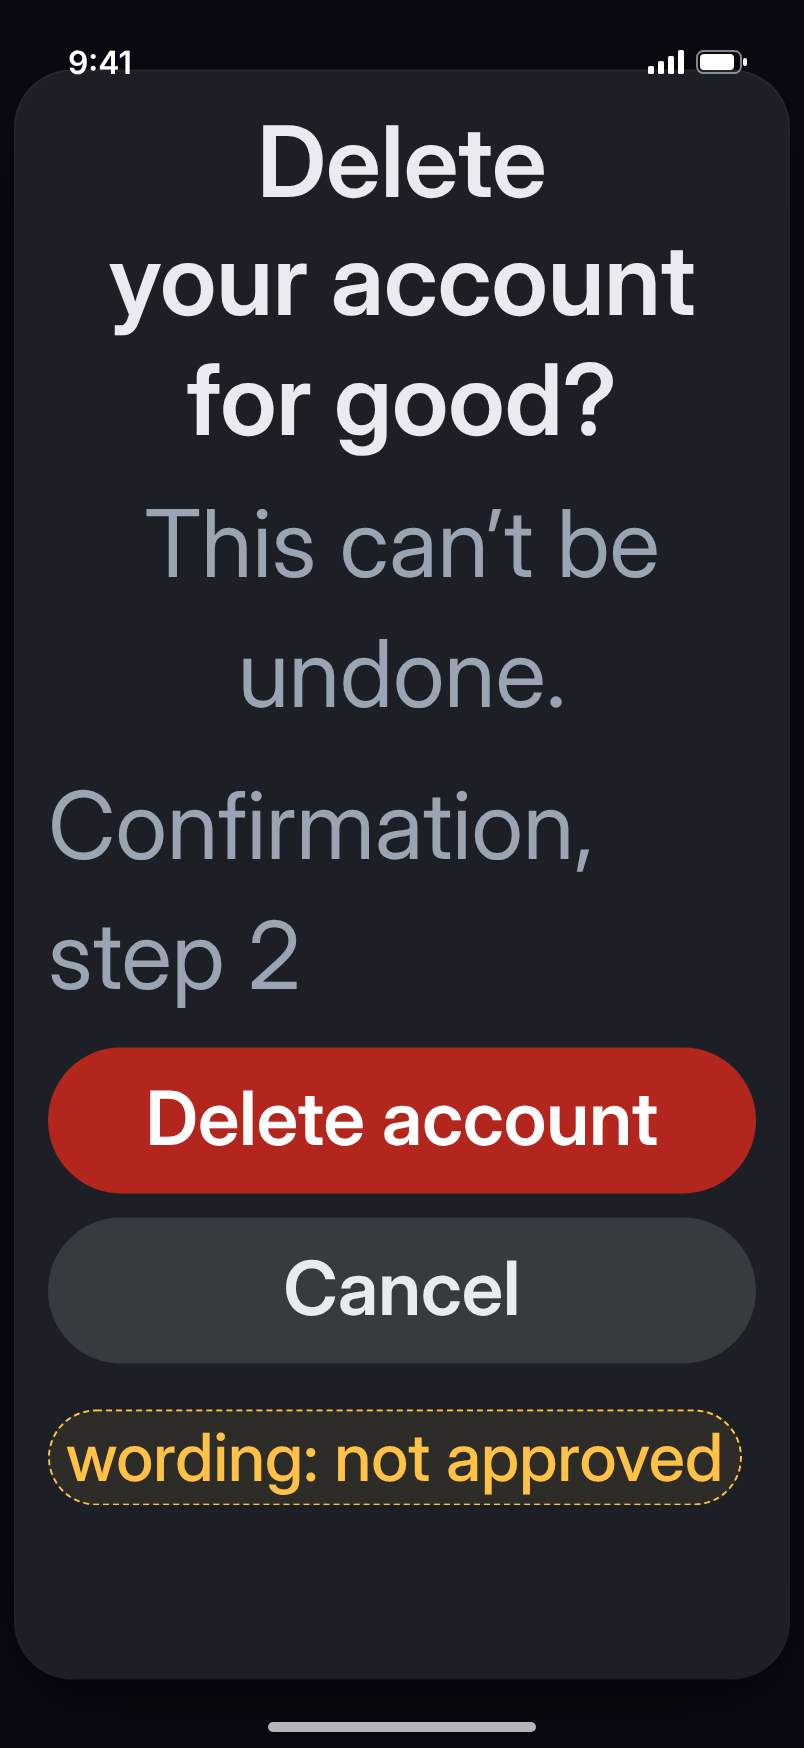 9:41
Delete
your account
for good?
This can’t be
undone.
Confirmation,
step 2
Delete account
Cancel
wording: not approved